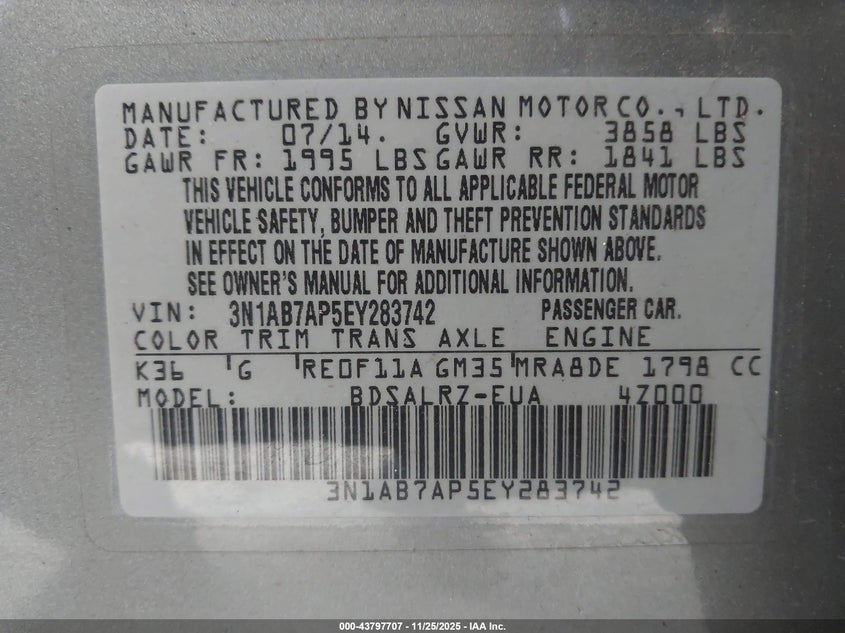 MANUFACTURED BY NISSAN MOTOR CO., LTD.
DATE: 07/14. GVWR: 3858 LBS
GAWR FR: 1995 LBS GAWR RR: 1841 LBS
THIS VEHICLE CONFORMS TO ALL APPLICABLE FEDERAL MOTOR
VEHICLE SAFETY, BUMPER AND THEFT PREVENTION STANDARDS
IN EFFECT ON THE DATE OF MANUFACTURE SHOWN ABOVE.
SEE OWNER'S MANUAL FOR ADDITIONAL INFORMATION.
VIN: 3N1AB7AP5EY283742 PASSENGER CAR.
COLOR TRIM TRANS AXLE ENGINE
K36 G RE0F11A GM35 MRA8DE 1798 CC
MODEL: BDSALRZ-EUA 4Z000
3N1AB7AP5EY283742
000-43797707 - 11/25/2025 - IAA Inc.